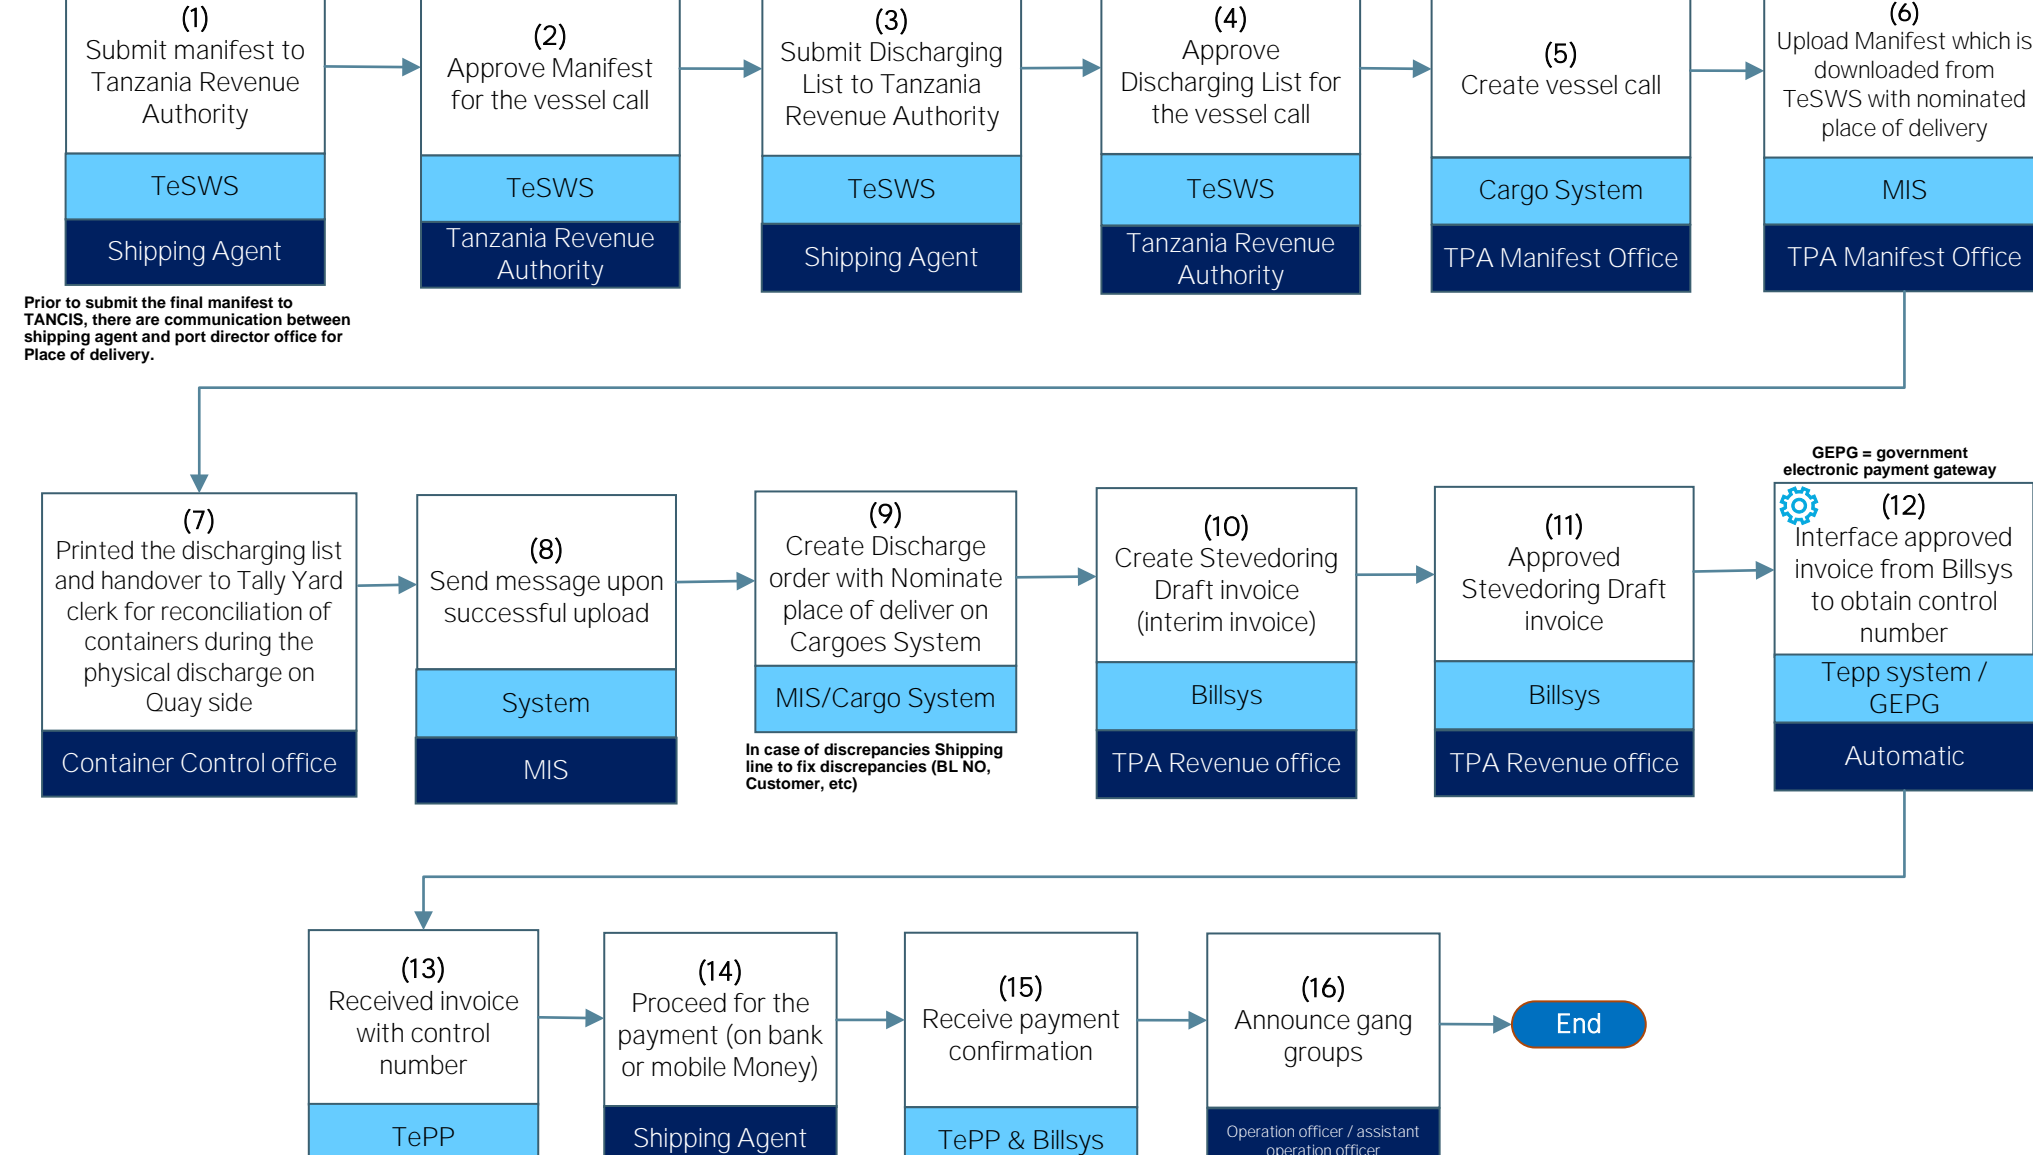 (1)
Submit manifest to
Tanzania Revenue
Authority
TeSWS
Shipping Agent
Prior to submit the final manifest to
TANCIS, there are communication between
shipping agent and port director office for
Place of delivery.
(2)
Approve Manifest
for the vessel call
TeSWS
Tanzania Revenue
Authority
(3)
Submit Discharging
List to Tanzania
Revenue Authority
TeSWS
Shipping Agent
(4)
Approve
Discharging List for
the vessel call
TeSWS
Tanzania Revenue
Authority
(5)
Create vessel call
Cargo System
TPA Manifest Office
(6)
Upload Manifest which is
downloaded from
TeSWS with nominated
place of delivery
MIS
TPA Manifest Office
(7)
Printed the discharging list
and handover to Tally Yard
clerk for reconciliation of
containers during the
physical discharge on
Quay side
Container Control office
(8)
Send message upon
successful upload
System
MIS
(9)
Create Discharge
order with Nominate
place of deliver on
Cargoes System
MIS/Cargo System
In case of discrepancies Shipping
line to fix discrepancies (BL NO,
Customer, etc)
(10)
Create Stevedoring
Draft invoice
(interim invoice)
Billsys
TPA Revenue office
(11)
Approved
Stevedoring Draft
invoice
Billsys
TPA Revenue office
GEPG = government
electronic payment gateway
(12)
Interface approved
invoice from Billsys
to obtain control
number
Tepp system /
GEPG
Automatic
(13)
Received invoice
with control
number
TePP
(14)
Proceed for the
payment (on bank
or mobile Money)
Shipping Agent
(15)
Receive payment
confirmation
TePP & Billsys
(16)
Announce gang
groups
Operation officer / assistant
operation officer
End